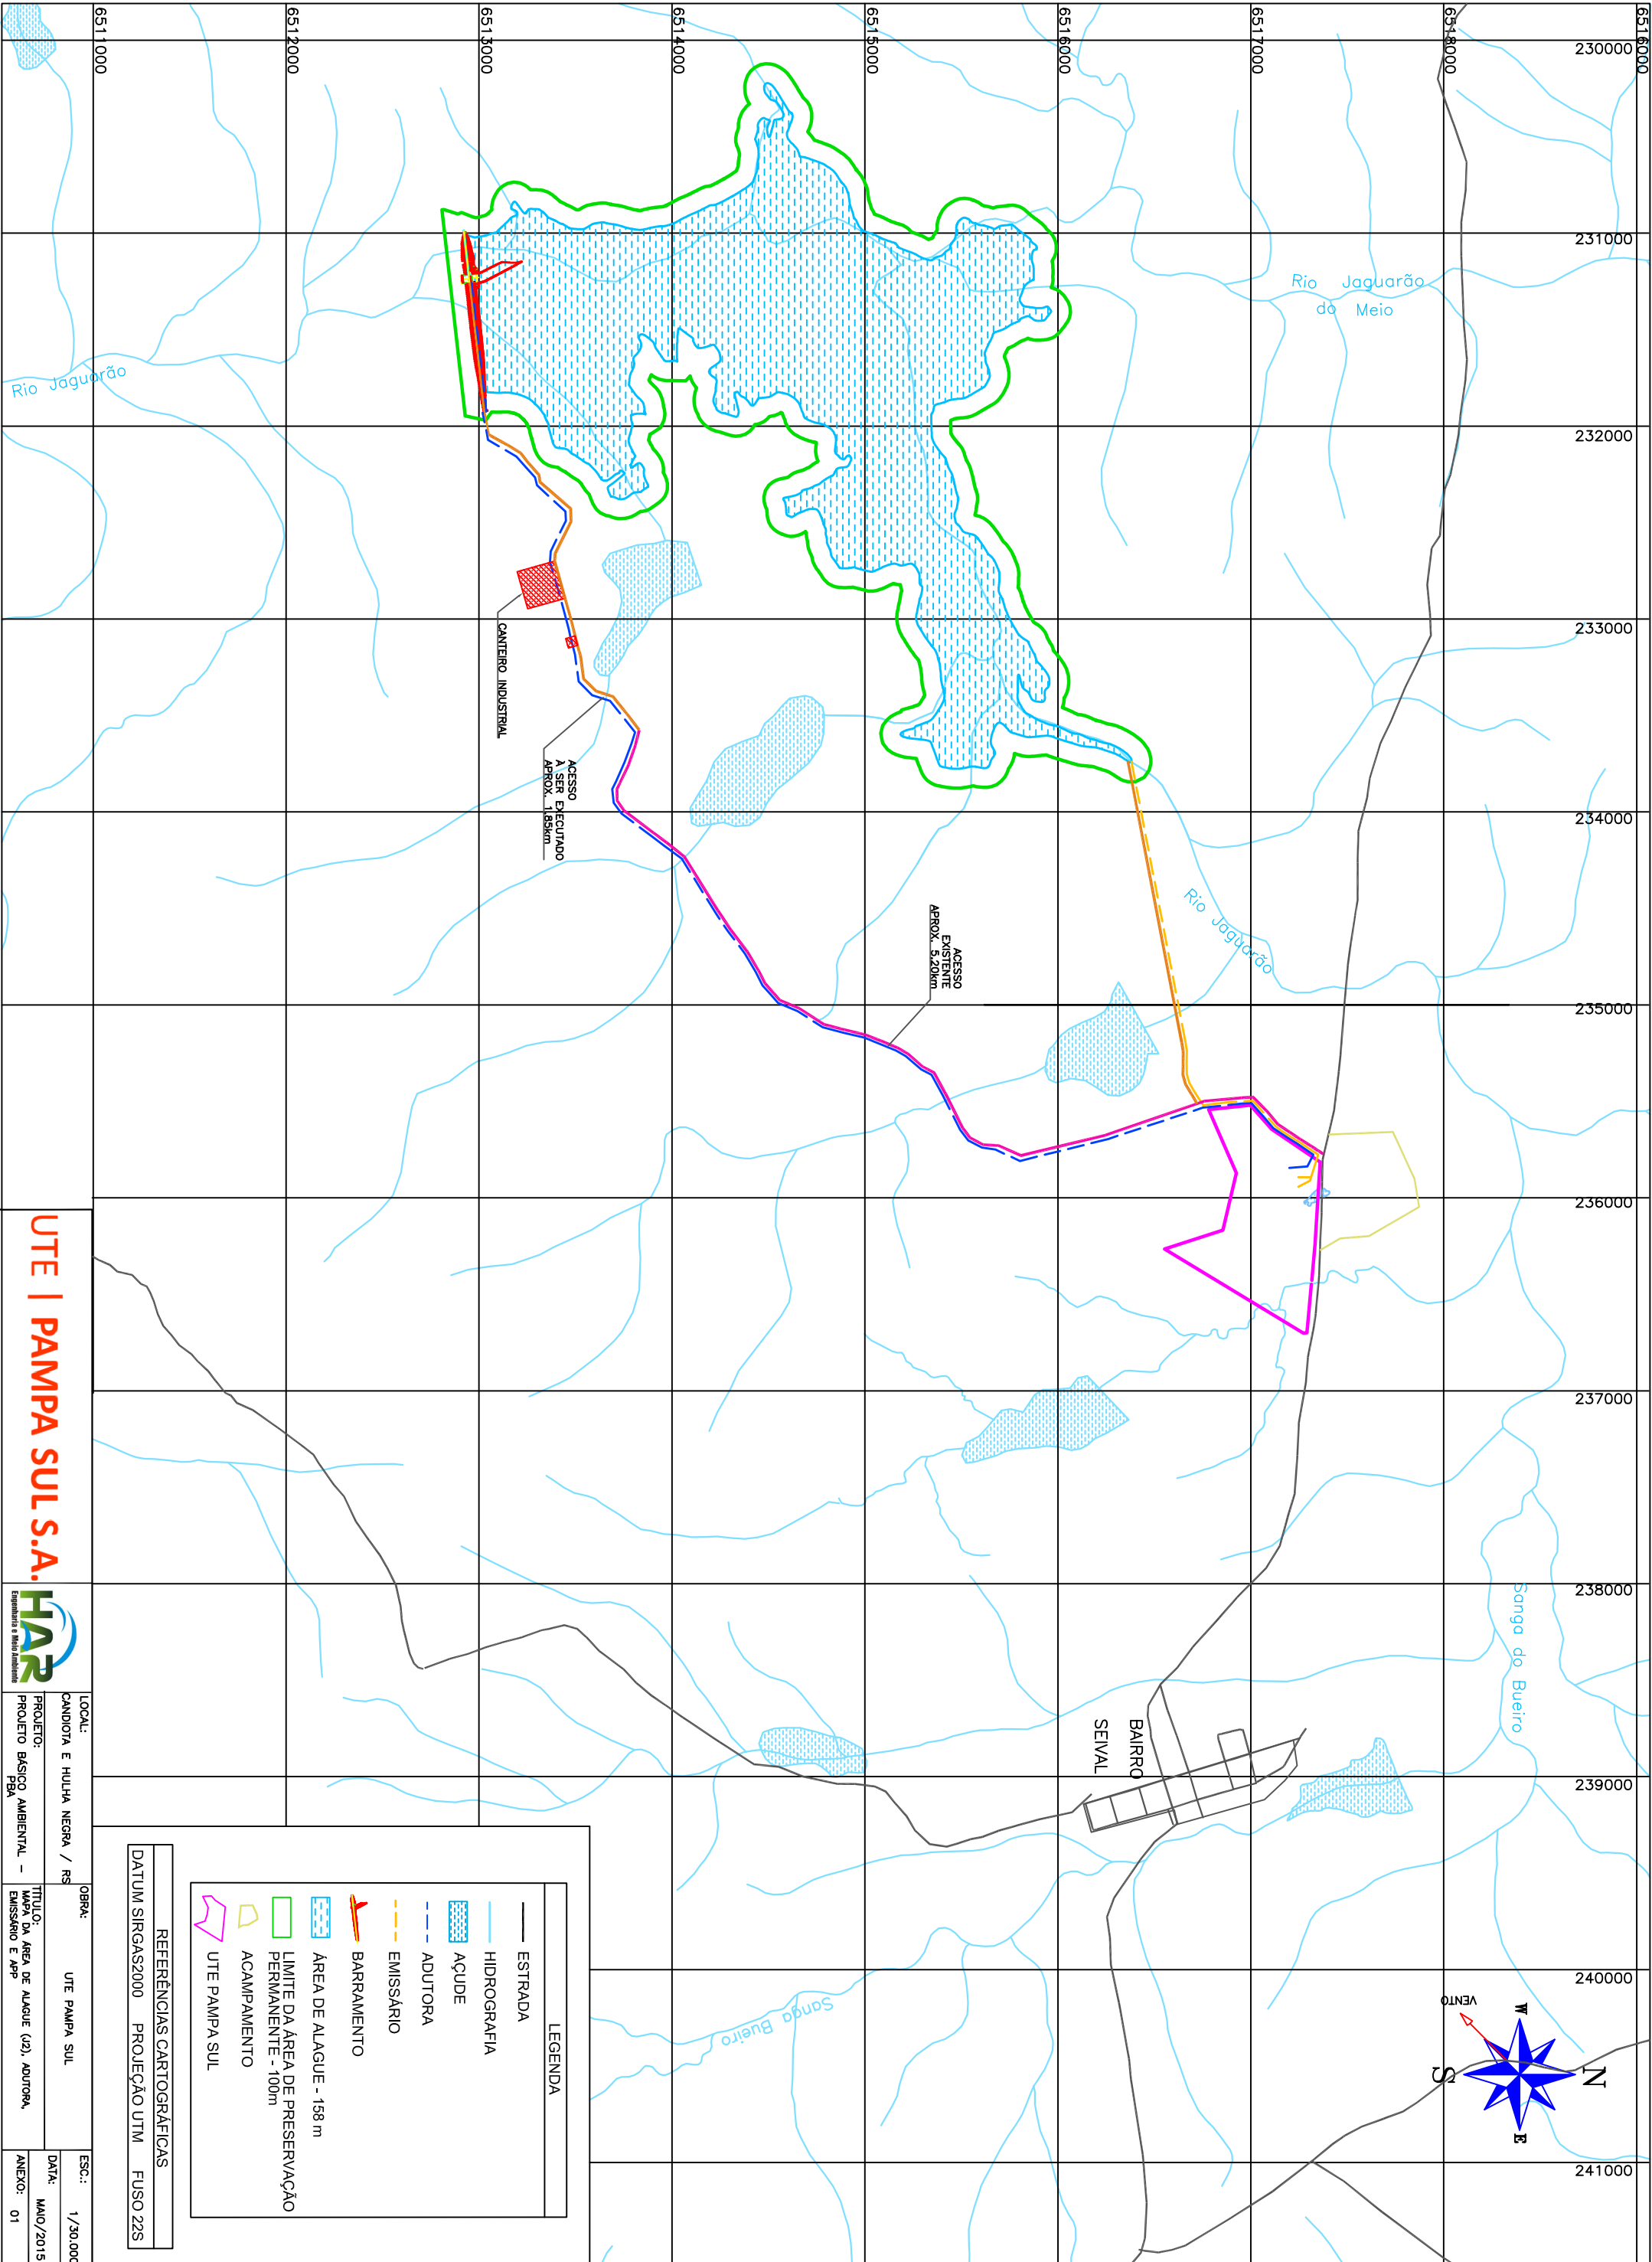 6511000
6512000
6513000
6514000
6515000
6516000
6517000
6518000
6516000
230000
231000
232000
233000
234000
235000
236000
237000
238000
239000
240000
241000
Rio Jaguarão
do Meio
Rio Jaguarão
Rio Jaguarão
Sanga do Bueiro
Sanga Bueiro
CANTEIRO INDUSTRIAL
ACESSO
À SER EXECUTADO
APROX. 1.85km
ACESSO
EXISTENTE
APROX. 5.20km
BAIRRO
SEIVAL
N
S
W
E
VENTO
LEGENDA
ESTRADA
HIDROGRAFIA
AÇUDE
ADUTORA
EMISSÁRIO
BARRAMENTO
ÁREA DE ALAGUE - 158 m
LIMITE DA ÁREA DE PRESERVAÇÃO
PERMANENTE - 100m
ACAMPAMENTO
UTE PAMPA SUL
REFERÊNCIAS CARTOGRÁFICAS
DATUM SIRGAS2000 PROJEÇÃO UTM FUSO 22S
UTE | PAMPA SUL S.A.
HAR
Engenharia e Meio Ambiente
LOCAL:
CANDIOTA E HULHA NEGRA / RS
OBRA:
UTE PAMPA SUL
ESC.:
1/30.000
PROJETO:
PROJETO BÁSICO AMBIENTAL –
PBA
TÍTULO:
MAPA DA ÁREA DE ALAGUE (J2), ADUTORA,
EMISSÁRIO E APP
DATA:
MAIO/2015
ANEXO: 01